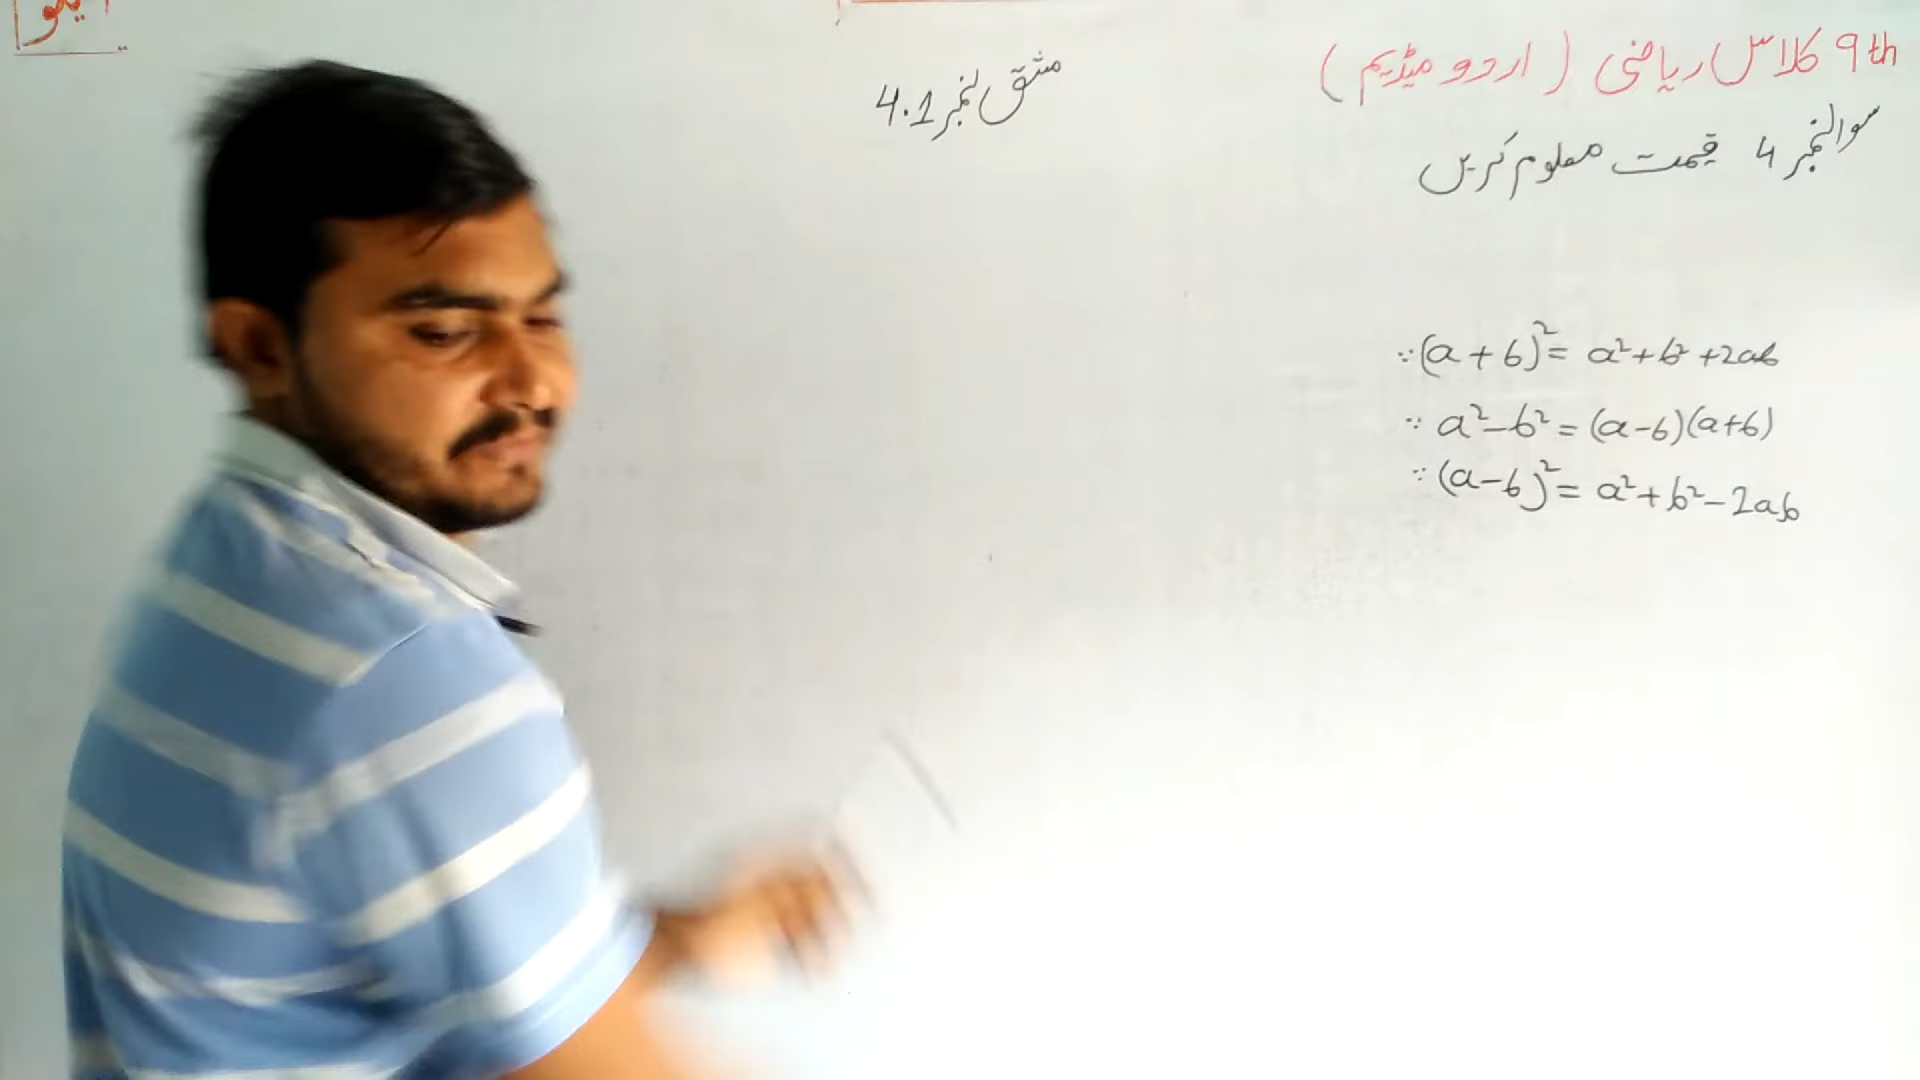 9th کلاس ریاضی ( اردو میڈیم )
مشق نمبر 4.1
سوال نمبر 4 قیمت معلوم کریں
∵ (a+b)² = a²+b²+2ab
∵ a²-b² = (a-b)(a+b)
∵ (a-b)² = a²+b²-2ab